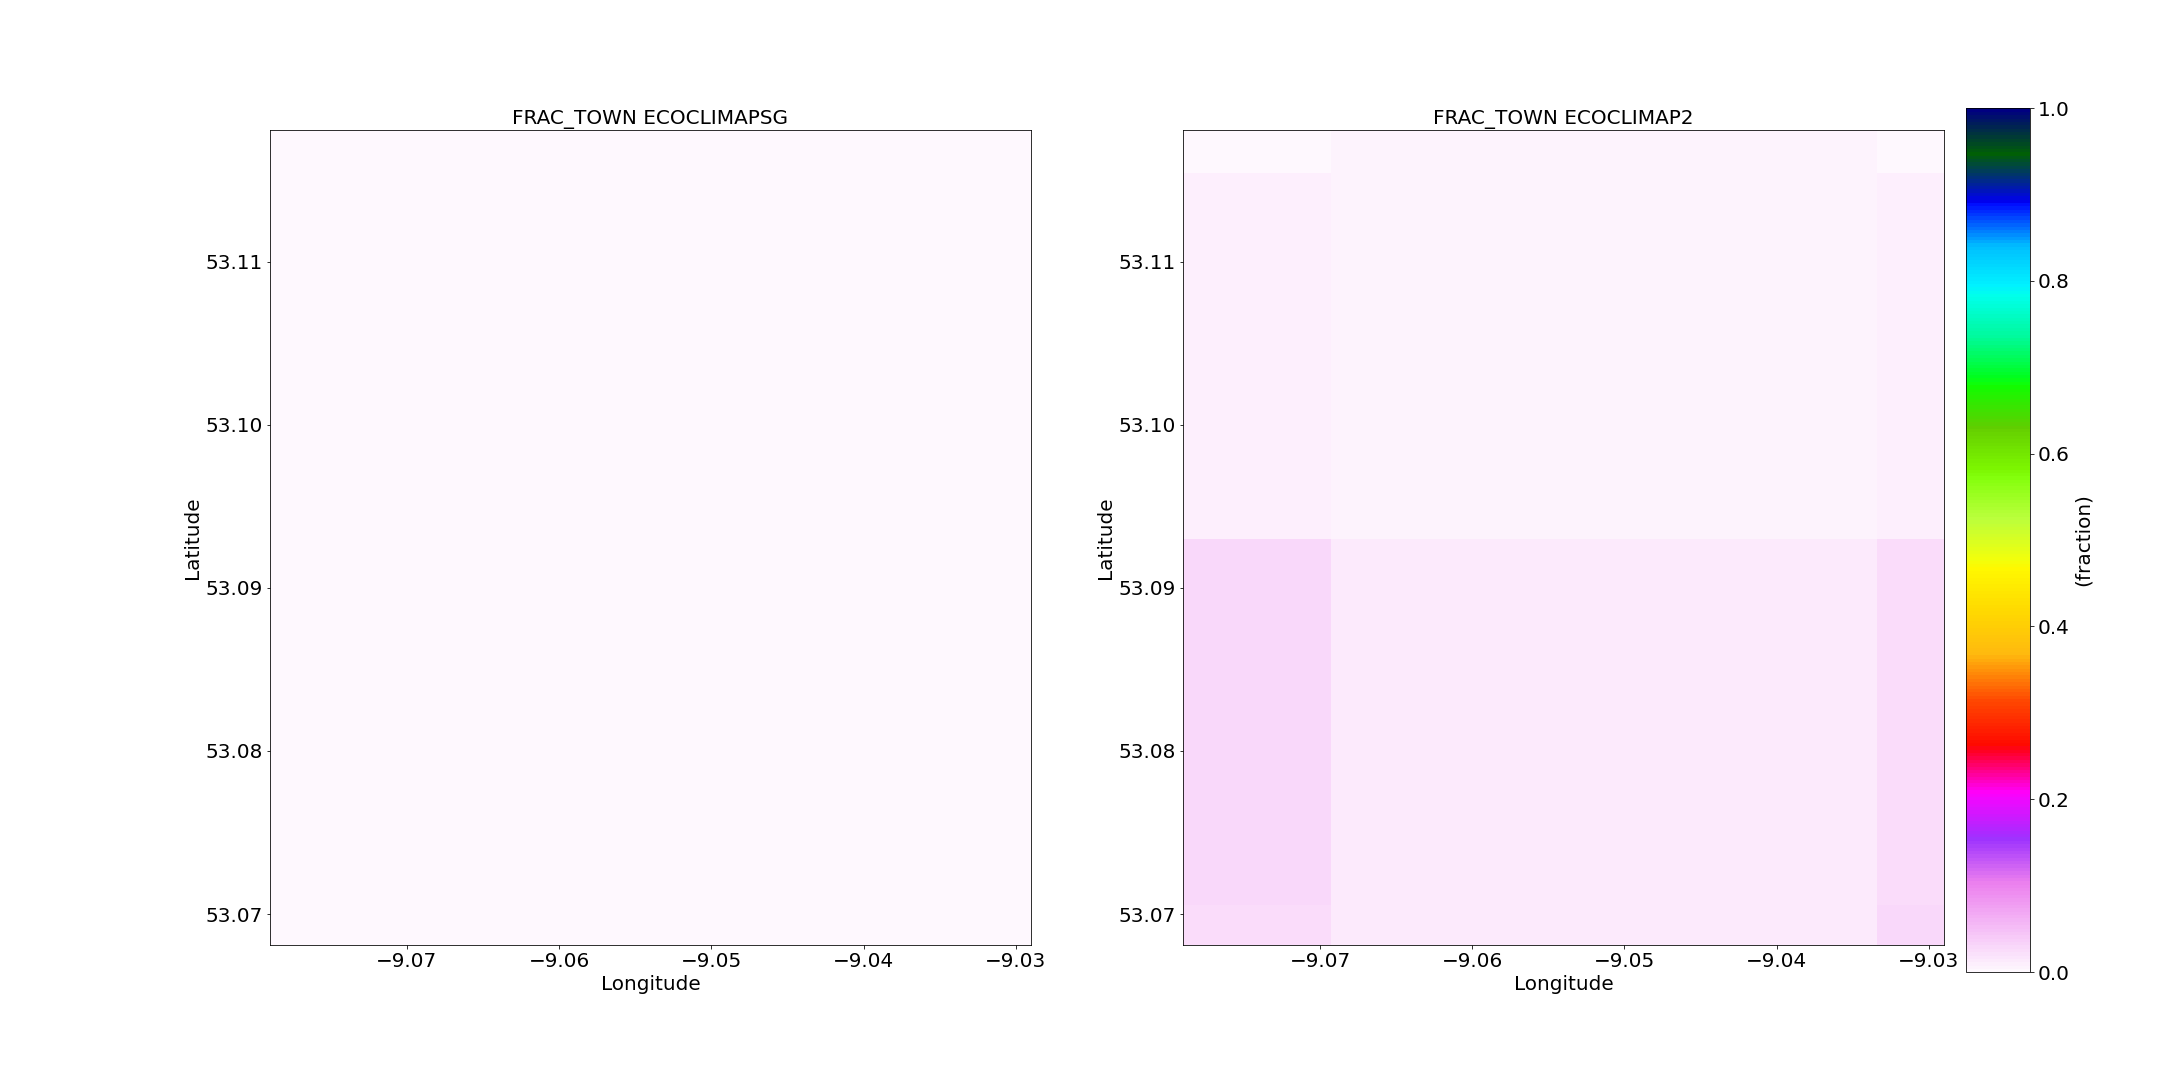 FRAC_TOWN ECOCLIMAPSG
53.11
53.10
53.09
53.08
53.07
Latitude
−9.07 −9.06 −9.05 −9.04 −9.03
Longitude
FRAC_TOWN ECOCLIMAP2
53.11
53.10
53.09
53.08
53.07
Latitude
−9.07 −9.06 −9.05 −9.04 −9.03
Longitude
1.0
0.8
0.6
0.4
0.2
0.0
(fraction)